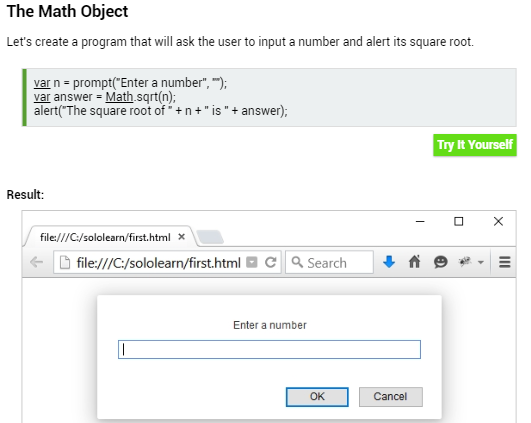 The Math Object
Let's create a program that will ask the user to input a number and alert its square root.
var n = prompt("Enter a number", "");
var answer = Math.sqrt(n);
alert("The square root of " + n + " is " + answer);
Try It Yourself
Result:
file:///C:/sololearn/first.html ×
file:///C:/sololearn/first.html Search
Enter a number
OK Cancel